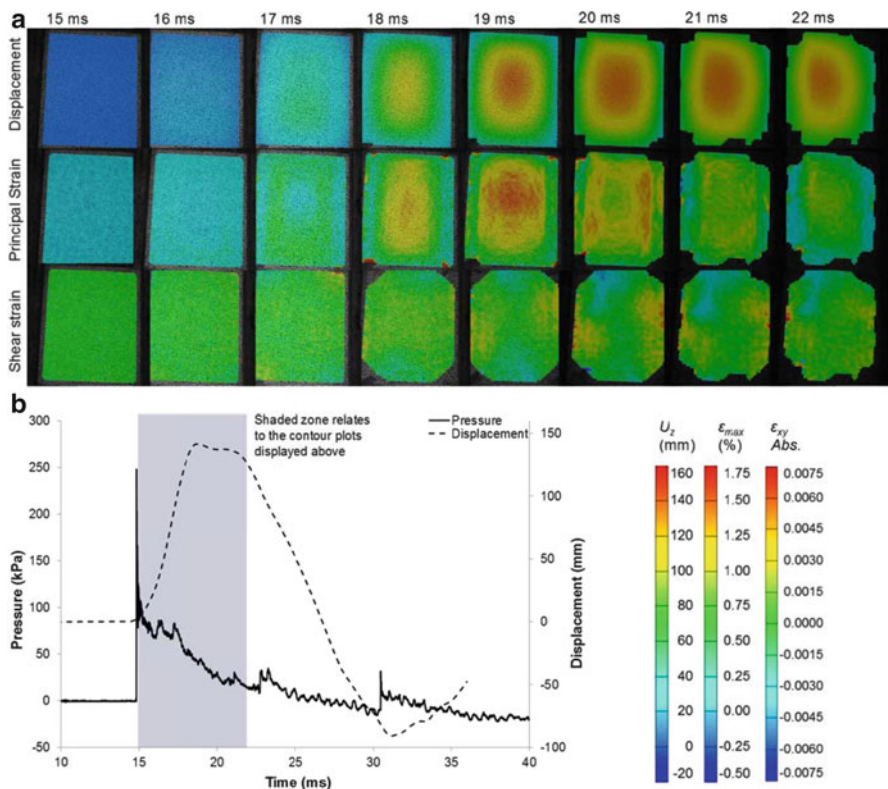 a
15 ms 16 ms 17 ms 18 ms 19 ms 20 ms 21 ms 22 ms
Displacement
Principal Strain
Shear strain
b
Shaded zone relates
to the contour plots
displayed above
Pressure
Displacement
Pressure (kPa)
300
250
200
150
100
50
0
-50
Displacement (mm)
150
100
50
0
-50
-100
10 15 20 25 30 35 40
Time (ms)
Uz εmax εxy
(mm) (%) Abs.
160 1.75 0.0075
140 1.50 0.0060
120 1.25 0.0045
100 1.00 0.0030
80 0.75 0.0015
60 0.50 0.0000
40 0.25 -0.0015
20 0.00 -0.0030
0 -0.25 -0.0045
-20 -0.50 -0.0060
-0.0075